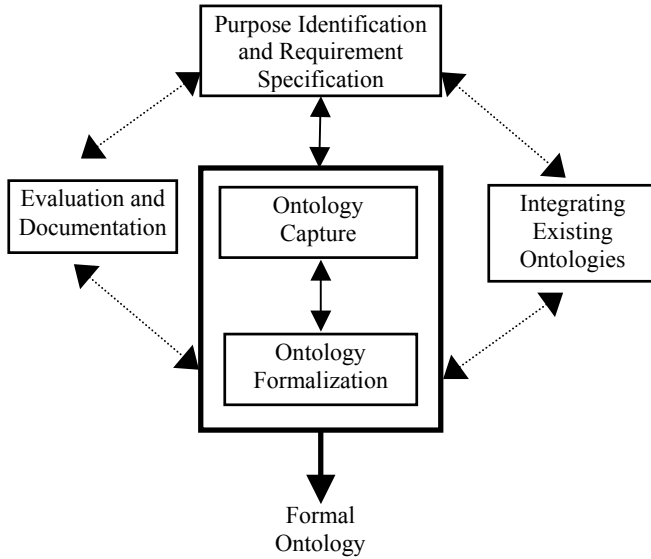 Purpose Identification
and Requirement
Specification
Evaluation and
Documentation
Ontology
Capture
Integrating
Existing
Ontologies
Ontology
Formalization
Formal
Ontology